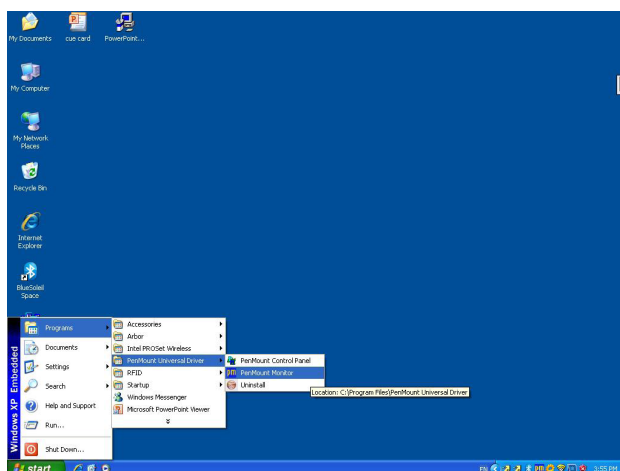 My Documents
cue card
PowerPoint...
My Computer
My Network
Places
Recycle Bin
Internet
Explorer
BlueSoleil
Space
Windows XP Embedded
Programs
Documents
Settings
Search
Help and Support
Run...
Shut Down...
Accessories
Arbor
Intel PROSet Wireless
PenMount Universal Driver
RFID
Startup
Windows Messenger
Microsoft PowerPoint Viewer
PenMount Control Panel
PM PenMount Monitor
Uninstall
Location: C:\Program Files\PenMount Universal Driver
start
EN
PM
3:55 PM